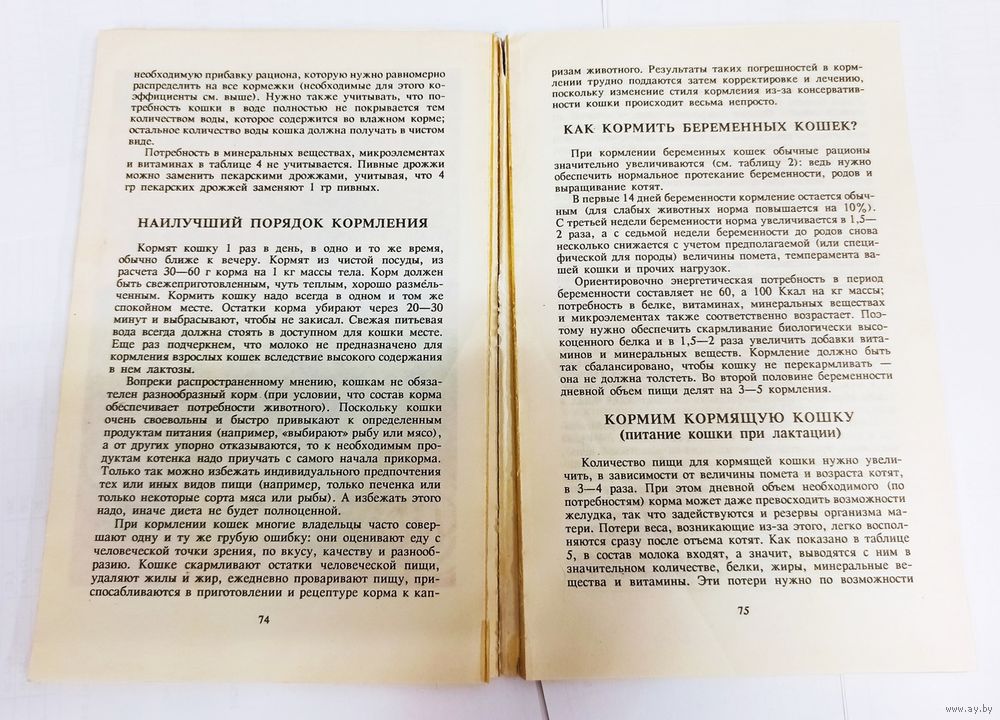 необходимую прибавку рациона, которую нужно равномерно
распределить на все кормежки (необходимые для этого ко-
эффициенты см. выше). Нужно также учитывать, что по-
требность кошки в воде полностью не покрывается тем
количеством воды, которое содержится во влажном корме;
остальное количество воды кошка должна получать в чистом
виде.
Потребность в минеральных веществах, микроэлементах
и витаминах в таблице 4 не учитывается. Пивные дрожжи
можно заменить пекарскими дрожжами, учитывая, что 4
гр пекарских дрожжей заменяют 1 гр пивных.
НАИЛУЧШИЙ ПОРЯДОК КОРМЛЕНИЯ
Кормят кошку 1 раз в день, в одно и то же время,
обычно ближе к вечеру. Кормят из чистой посуды, из
расчета 30—60 г корма на 1 кг массы тела. Корм должен
быть свежеприготовленным, чуть теплым, хорошо размель-
ченным. Кормить кошку надо всегда в одном и том же
спокойном месте. Остатки корма убирают через 20—30
минут и выбрасывают, чтобы не закисал. Свежая питьевая
вода всегда должна стоять в доступном для кошки месте.
Еще раз подчеркнем, что молоко не предназначено для
кормления взрослых кошек вследствие высокого содержания
в нем лактозы.
Вопреки распространенному мнению, кошкам не обяза-
телен разнообразный корм (при условии, что состав корма
обеспечивает потребности животного). Поскольку кошки
очень своевольны и быстро привыкают к определенным
продуктам питания (например, «выбирают» рыбу или мясо),
а от других упорно отказываются, то к необходимым про-
дуктам котенка надо приучать с самого начала прикорма.
Только так можно избежать индивидуального предпочтения
тех или иных видов пищи (например, только печенка или
только некоторые сорта мяса или рыбы). А избежать этого
надо, иначе диета не будет полноценной.
При кормлении кошек многие владельцы часто совер-
шают одну и ту же грубую ошибку: они оценивают еду с
человеческой точки зрения, по вкусу, качеству и разнооб-
разию. Кошке скармливают остатки человеческой пищи,
удаляют жилы и жир, ежедневно проваривают пищу, при-
спосабливаются в приготовлении и рецептуре корма к кап-
74
ризам животного. Результаты таких погрешностей в корм-
лении трудно поддаются затем корректировке и лечению,
поскольку изменение стиля кормления из-за консерватив-
ности кошки происходит весьма непросто.
КАК КОРМИТЬ БЕРЕМЕННЫХ КОШЕК?
При кормлении беременных кошек обычные рационы
значительно увеличиваются (см. таблицу 2): ведь нужно
обеспечить нормальное протекание беременности, родов и
выращивание котят.
В первые 14 дней беременности кормление остается обыч-
ным (для слабых животных норма повышается на 10%).
С третьей недели беременности норма увеличивается в 1,5—
2 раза, а с седьмой недели беременности до родов снова
несколько снижается с учетом предполагаемой (или специ-
фической для породы) величины помета, темперамента ва-
шей кошки и прочих нагрузок.
Ориентировочно энергетическая потребность в период
беременности составляет не 60, а 100 Ккал на кг массы;
потребность в белке, витаминах, минеральных веществах
и микроэлементах также соответственно возрастает. Поэ-
тому нужно обеспечить скармливание биологически высо-
коценного белка и в 1,5—2 раза увеличить добавки вита-
минов и минеральных веществ. Кормление должно быть
так сбалансировано, чтобы кошку не перекармливать —
она не должна толстеть. Во второй половине беременности
дневной объем пищи делят на 3—5 кормления.
КОРМИМ КОРМЯЩУЮ КОШКУ
(питание кошки при лактации)
Количество пищи для кормящей кошки нужно увели-
чить, в зависимости от величины помета и возраста котят,
в 3—4 раза. При этом дневной объем необходимого (по
потребностям) корма может даже превосходить возможности
желудка, так что задействуются и резервы организма ма-
тери. Потери веса, возникающие из-за этого, легко воспол-
няются сразу после отъема котят. Как показано в таблице
5, в состав молока входят, а значит, выводятся с ним в
значительном количестве, белки, жиры, минеральные ве-
щества и витамины. Эти потери нужно по возможности
75
www.ay.by